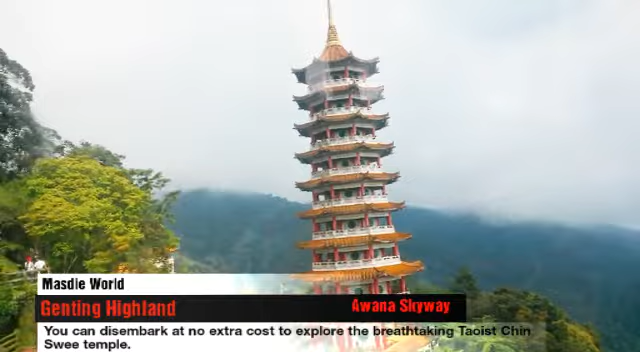 Masdie World
Genting Highland Awana Skyway
You can disembark at no extra cost to explore the breathtaking Taoist Chin
Swee temple.